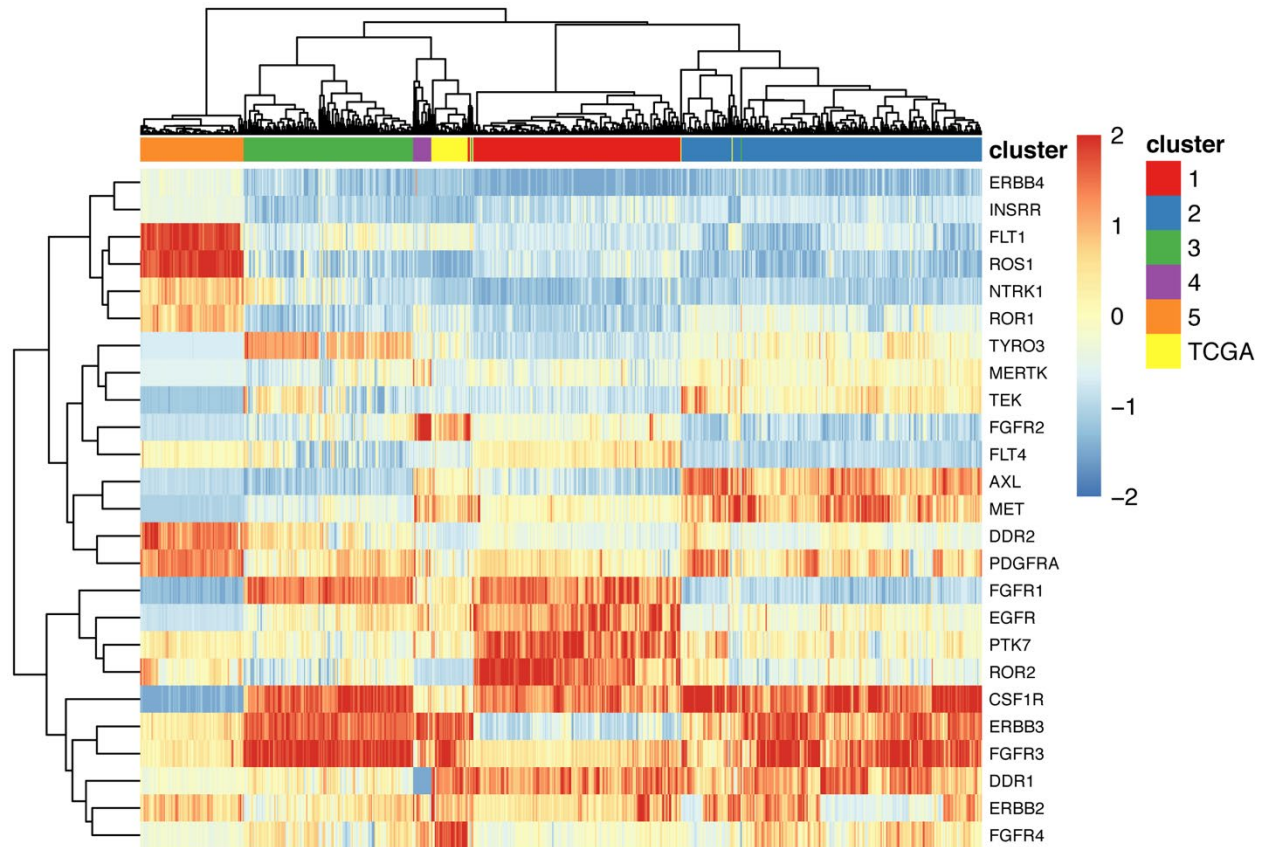 cluster
ERBB4
INSRR
FLT1
ROS1
NTRK1
ROR1
TYRO3
MERTK
TEK
FGFR2
FLT4
AXL
MET
DDR2
PDGFRA
FGFR1
EGFR
PTK7
ROR2
CSF1R
ERBB3
FGFR3
DDR1
ERBB2
FGFR4
2
1
0
−1
−2
cluster
1
2
3
4
5
TCGA